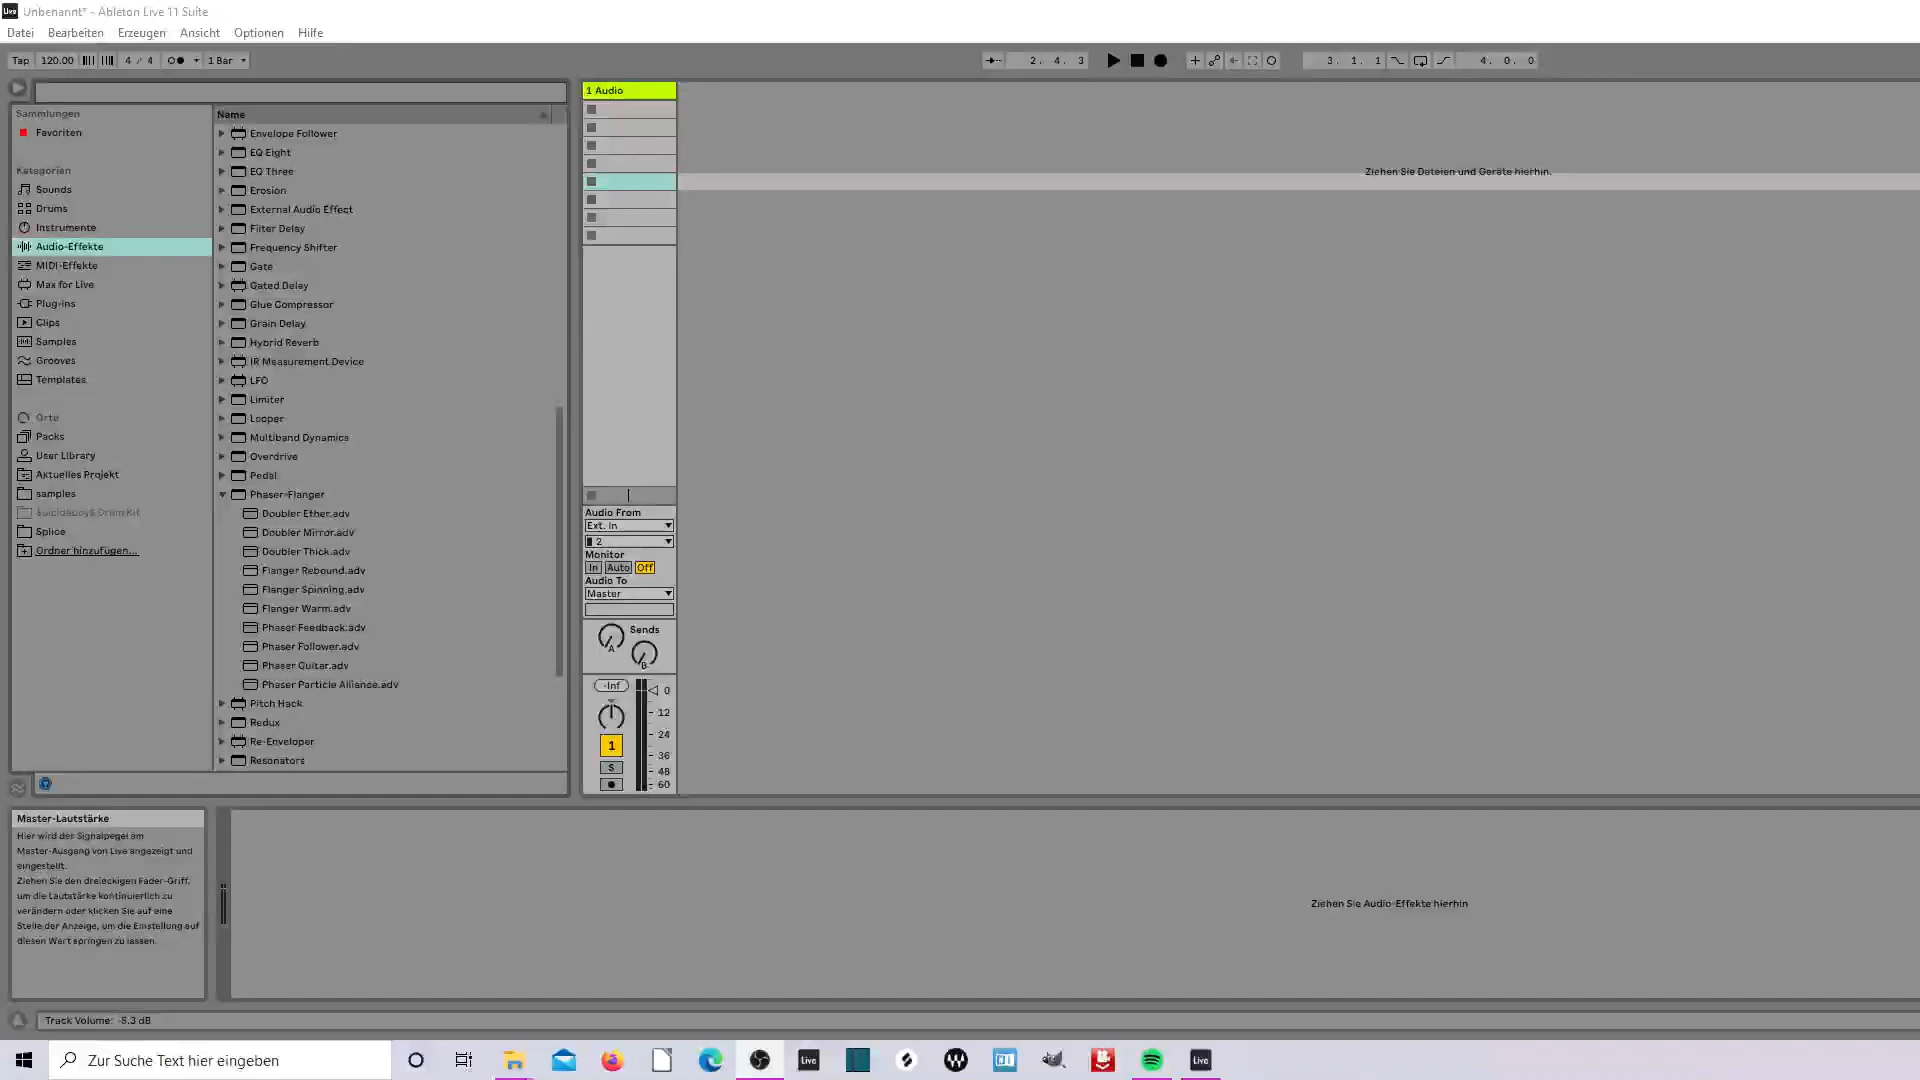 Unbenannt* - Ableton Live 11 Suite
Datei Bearbeiten Erzeugen Ansicht Optionen Hilfe
Tap 120.00 4 / 4 1 Bar 2. 4. 3 3. 1. 1 4. 0. 0
Sammlungen
Favoriten
Kategorien
Sounds
Drums
Instrumente
Audio-Effekte
MIDI-Effekte
Max for Live
Plug-ins
Clips
Samples
Grooves
Templates
Orte
Packs
User Library
Aktuelles Projekt
samples
$uicideboy$ Drum Kit
Splice
Ordner hinzufügen...
Name
Envelope Follower
EQ Eight
EQ Three
Erosion
External Audio Effect
Filter Delay
Frequency Shifter
Gate
Gated Delay
Glue Compressor
Grain Delay
Hybrid Reverb
IR Measurement Device
LFO
Limiter
Looper
Multiband Dynamics
Overdrive
Pedal
Phaser-Flanger
Doubler Ether.adv
Doubler Mirror.adv
Doubler Thick.adv
Flanger Rebound.adv
Flanger Spinning.adv
Flanger Warm.adv
Phaser Feedback.adv
Phaser Follower.adv
Phaser Guitar.adv
Phaser Particle Alliance.adv
Pitch Hack
Redux
Re-Enveloper
Resonators
1 Audio
Audio From
Ext. In
2
Monitor
In Auto Off
Audio To
Master
Sends
A
B
-Inf
0
12
24
36
48
60
1
S
Ziehen Sie Dateien und Geräte hierhin.
Master-Lautstärke
Hier wird der Signalpegel am
Master-Ausgang von Live angezeigt und
eingestellt.
Ziehen Sie den dreieckigen Fader-Griff,
um die Lautstärke kontinuierlich zu
verändern oder klicken Sie auf eine
Stelle der Anzeige, um die Einstellung auf
diesen Wert springen zu lassen.
Ziehen Sie Audio-Effekte hierhin
Track Volume: -8.3 dB
Zur Suche Text hier eingeben
Live
Live